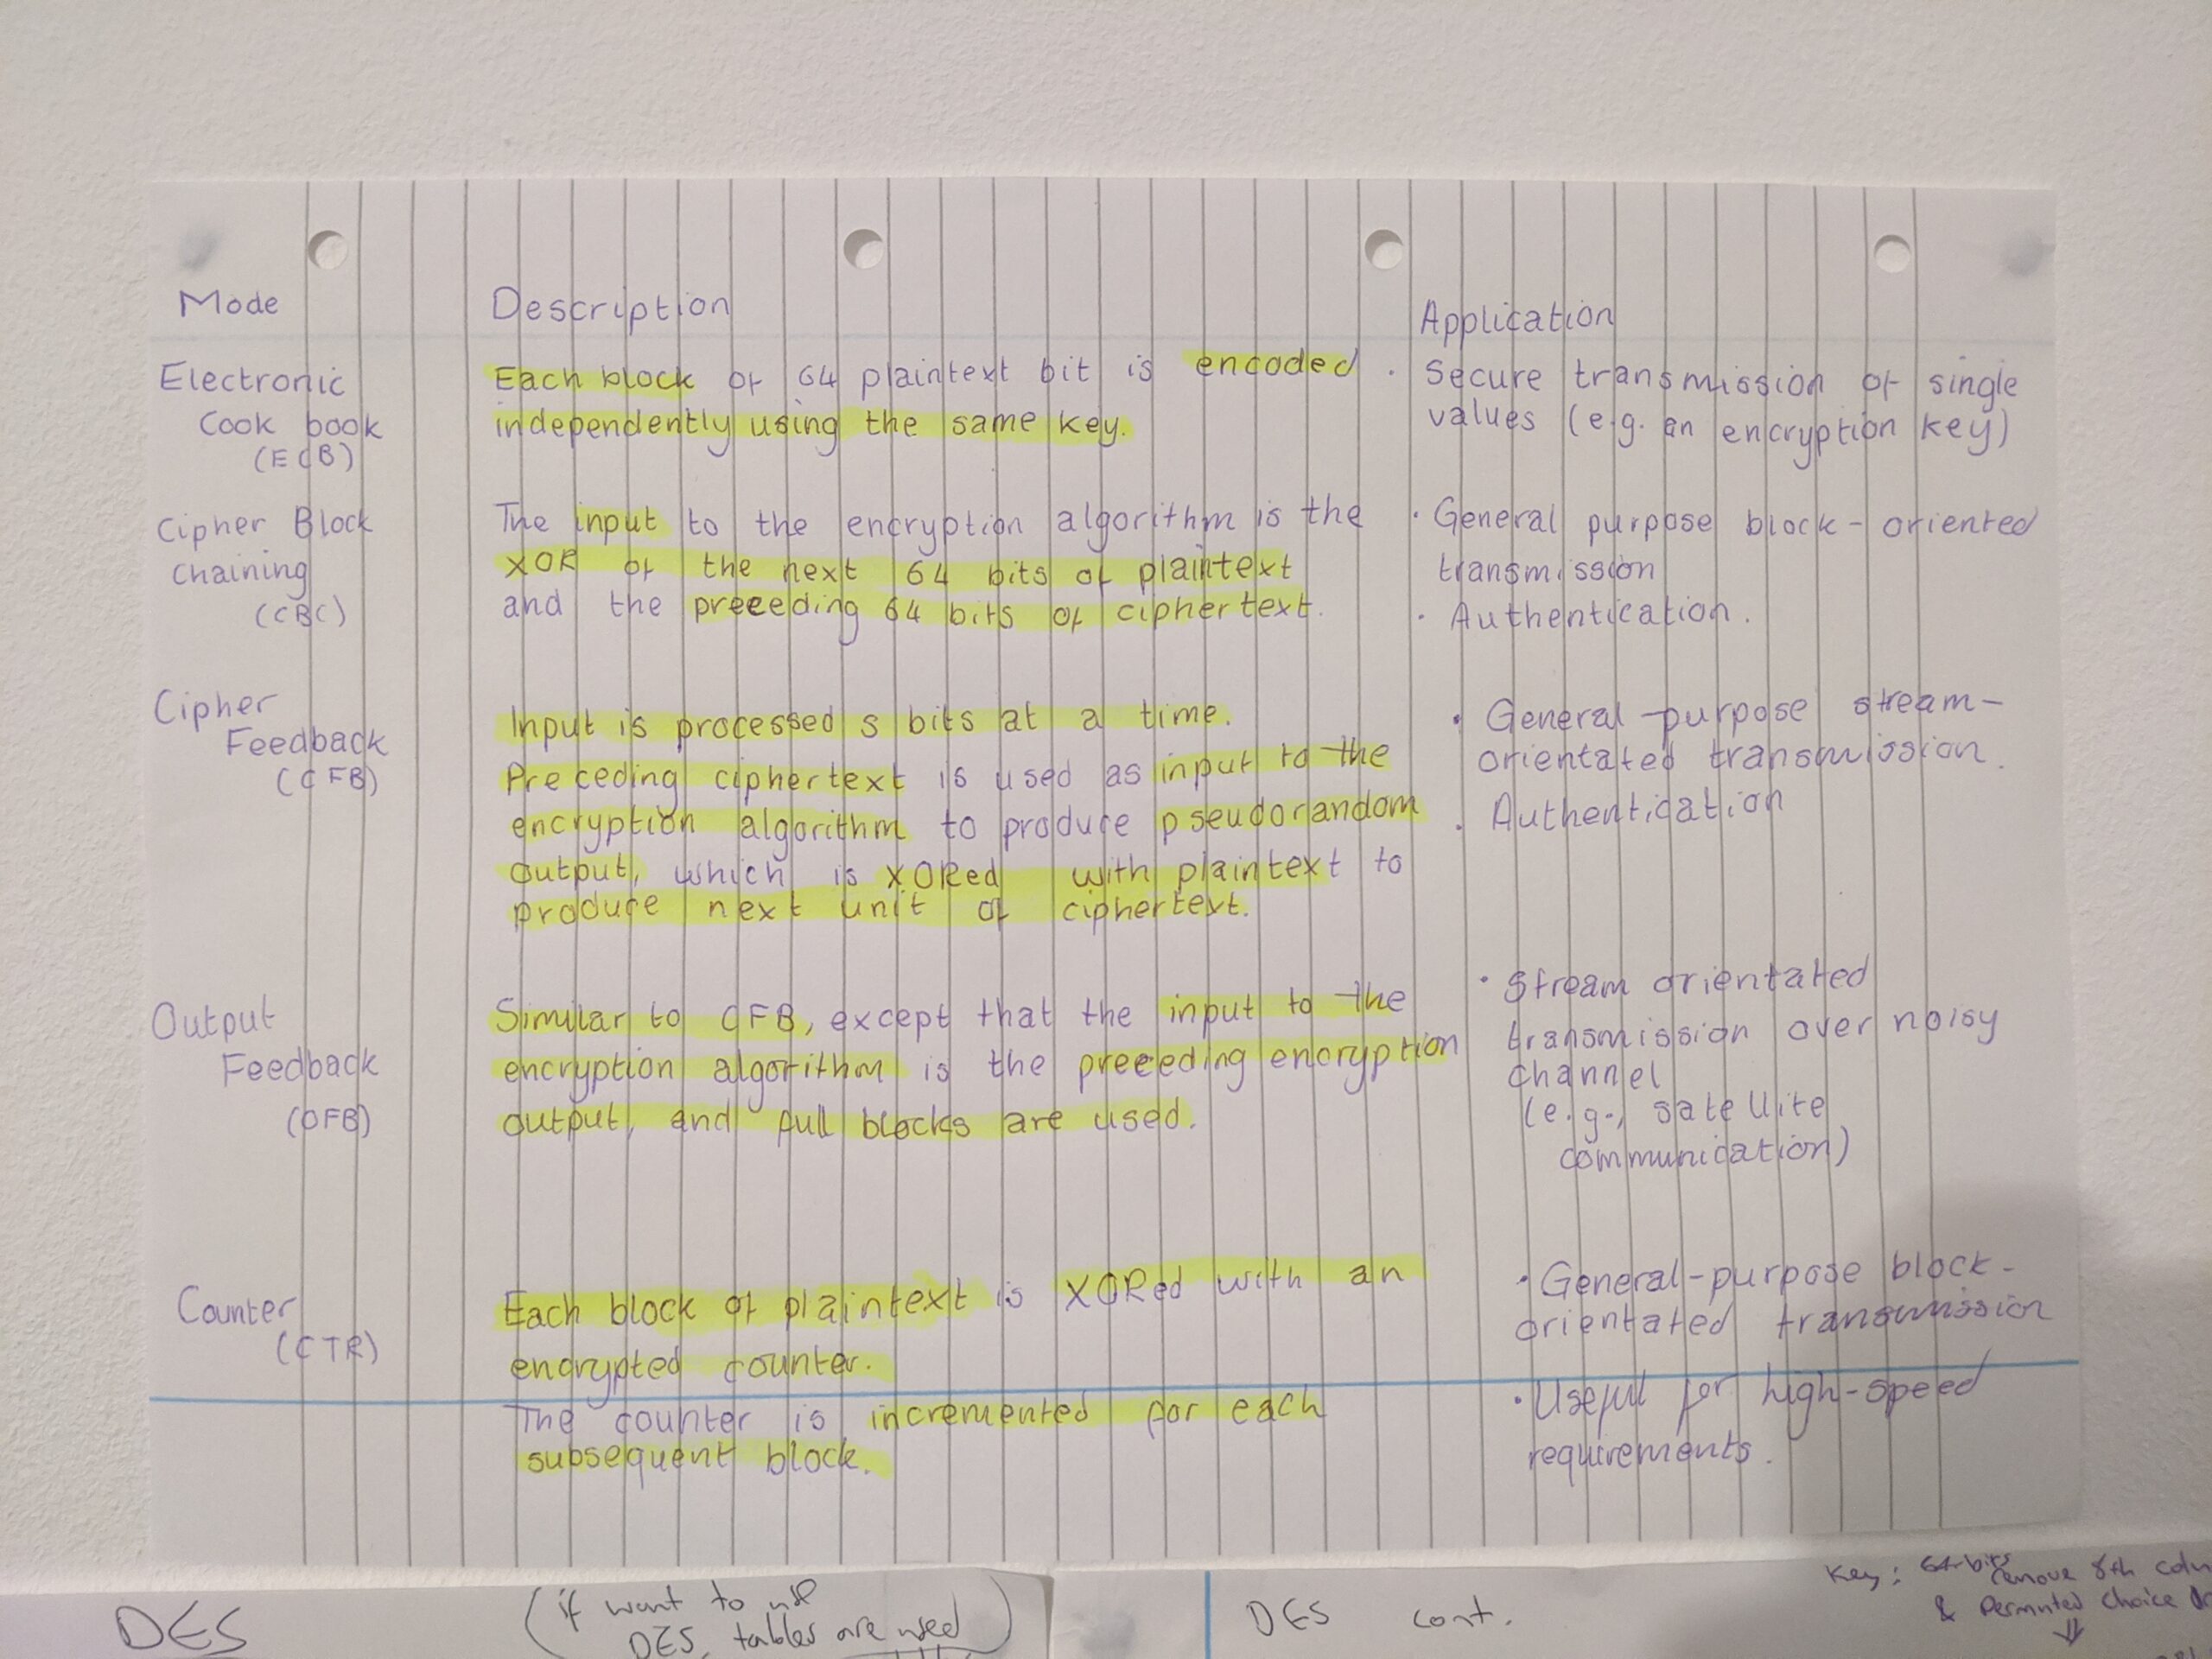 Mode Description Application
Electronic
Cook book
(ECB)
Each block of 64 plaintext bit is encoded
independently using the same key.
· Secure transmission of single
values (e.g. an encryption key)
Cipher Block
Chaining
(CBC)
The input to the encryption algorithm is the
XOR of the next 64 bits of plaintext
and the preceding 64 bits of ciphertext.
· General purpose block-oriented
transmission
· Authentication.
Cipher
Feedback
(CFB)
Input is processed s bits at a time.
Preceding ciphertext is used as input to the
encryption algorithm to produce pseudorandom
output, which is XORed with plaintext to
produce next unit of ciphertext.
· General-purpose stream-
orientated transmission.
· Authentication
Output
Feedback
(OFB)
Similar to CFB, except that the input to the
encryption algorithm is the preceding encryption
output, and full blocks are used.
· Stream orientated
transmission over noisy
channel
(e.g., satellite
communication)
Counter
(CTR)
Each block of plaintext is XORed with an
encrypted counter.
The counter is incremented for each
subsequent block.
· General-purpose block-
orientated transmission
· Useful for high-speed
requirements.
DES
(if want to use
DES, tables are used)
DES cont.
Key: 64-bits
remove 8th
& Permuted Choice